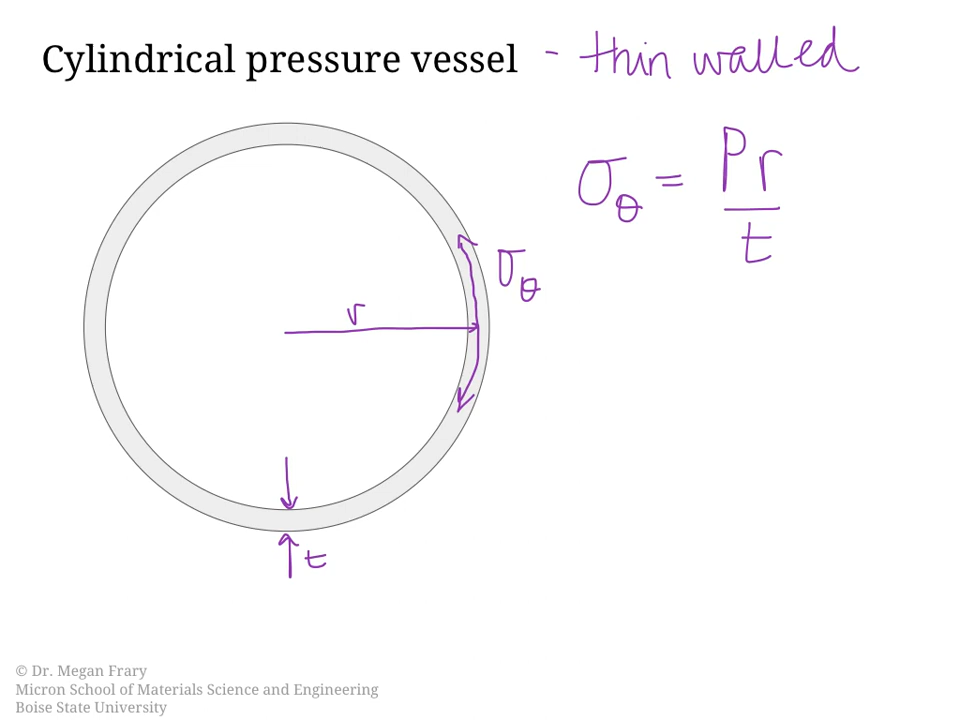 Cylindrical pressure vessel - thin walled
σθ = Pr/t
σθ
r
t
© Dr. Megan Frary
Micron School of Materials Science and Engineering
Boise State University